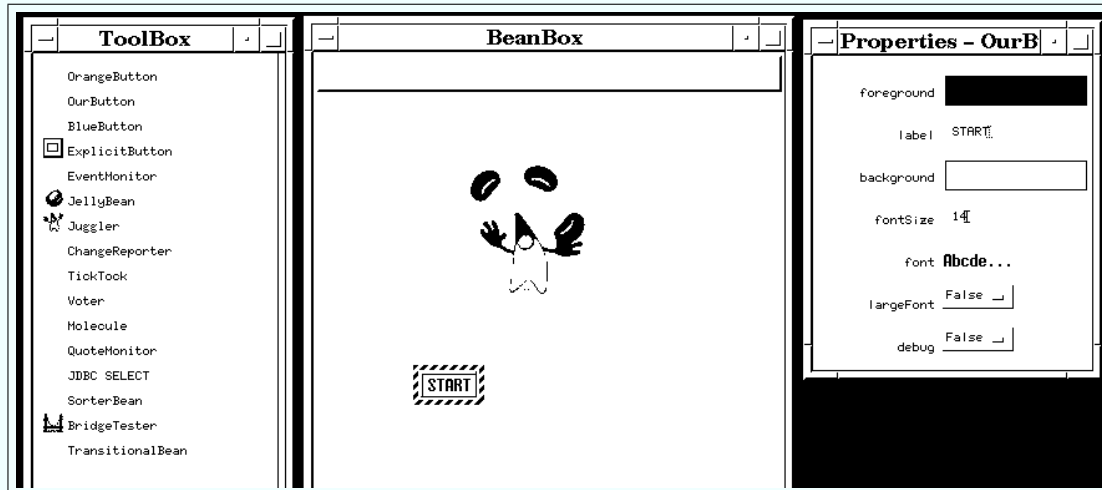 ToolBox
OrangeButton
OurButton
BlueButton
ExplicitButton
EventMonitor
JellyBean
Juggler
ChangeReporter
TickTock
Voter
Molecule
QuoteMonitor
JDBC SELECT
SorterBean
BridgeTester
TransitionalBean
BeanBox
START
Properties - OurB
foreground
label START
background
fontSize 14
font Abcde...
largeFont False
debug False